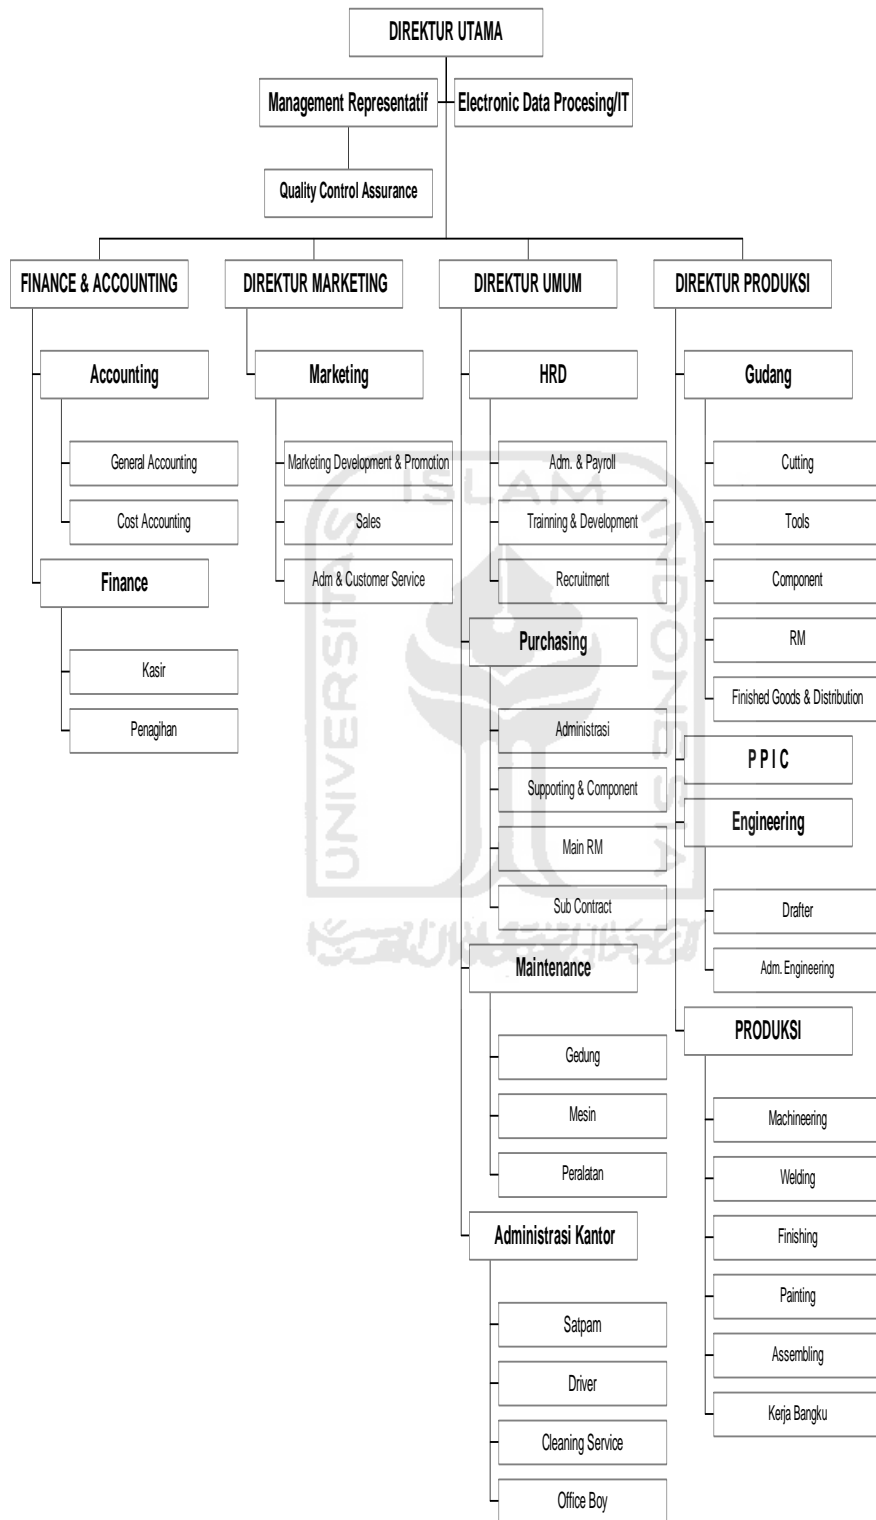 DIREKTUR UTAMA
Management Representatif
Electronic Data Procesing/IT
Quality Control Assurance
FINANCE & ACCOUNTING
Accounting
General Accounting
Cost Accounting
Finance
Kasir
Penagihan
DIREKTUR MARKETING
Marketing
Marketing Development & Promotion
Sales
Adm & Customer Service
DIREKTUR UMUM
HRD
Adm. & Payroll
Trainning & Development
Recruitment
Purchasing
Administrasi
Supporting & Component
Main RM
Sub Contract
Maintenance
Gedung
Mesin
Peralatan
Administrasi Kantor
Satpam
Driver
Cleaning Service
Office Boy
DIREKTUR PRODUKSI
Gudang
Cutting
Tools
Component
RM
Finished Goods & Distribution
P P I C
Engineering
Drafter
Adm. Engineering
PRODUKSI
Machineering
Welding
Finishing
Painting
Assembling
Kerja Bangku
UNIVERSITAS
ISLAM
INDONESIA